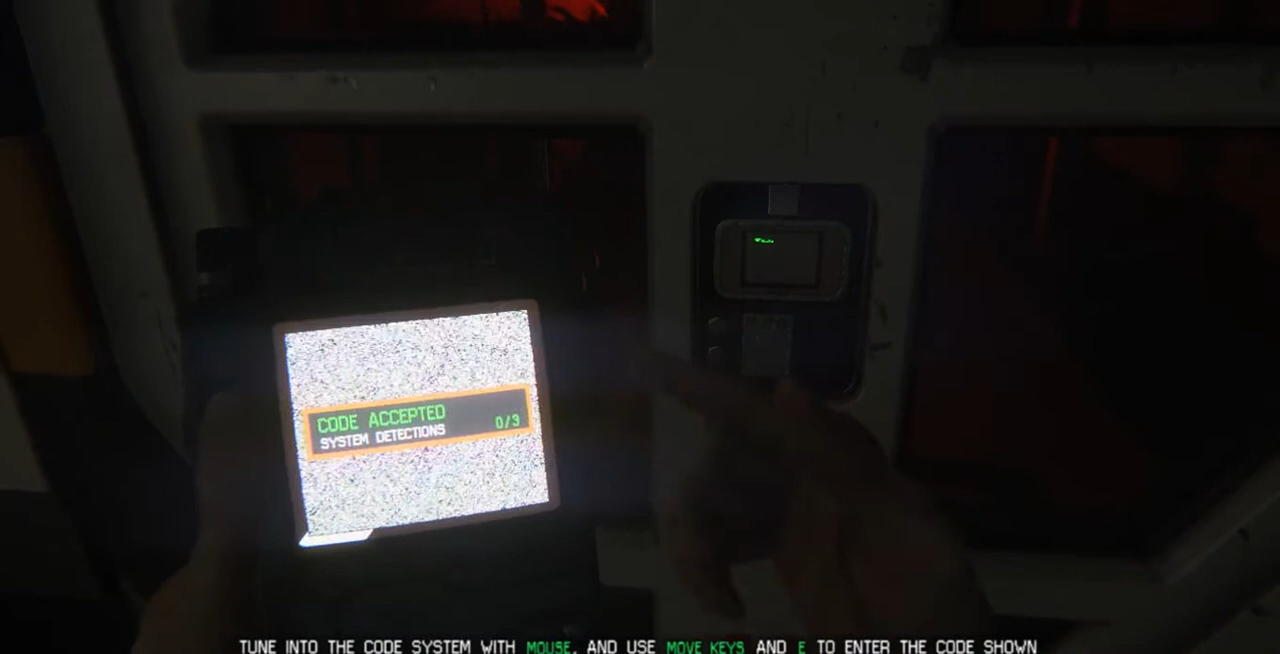 CODE ACCEPTED
SYSTEM DETECTIONS 0/3
TUNE INTO THE CODE SYSTEM WITH MOUSE, AND USE MOVE KEYS AND E TO ENTER THE CODE SHOWN